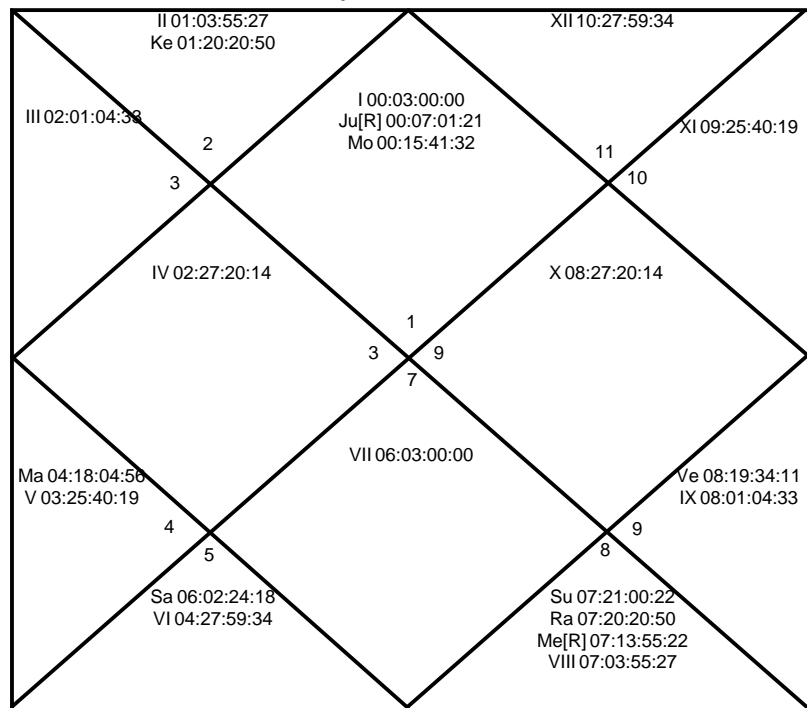 II 01:03:55:27
Ke 01:20:20:50
XII 10:27:59:34
I 00:03:00:00
Ju[R] 00:07:01:21
Mo 00:15:41:32
III 02:01:04:33
XI 09:25:40:19
2
11
3
10
IV 02:27:20:14
X 08:27:20:14
1
3
9
7
VII 06:03:00:00
Ma 04:18:04:56
V 03:25:40:19
Ve 08:19:34:11
IX 08:01:04:33
4
9
5
8
Sa 06:02:24:18
VI 04:27:59:34
Su 07:21:00:22
Ra 07:20:20:50
Me[R] 07:13:55:22
VIII 07:03:55:27